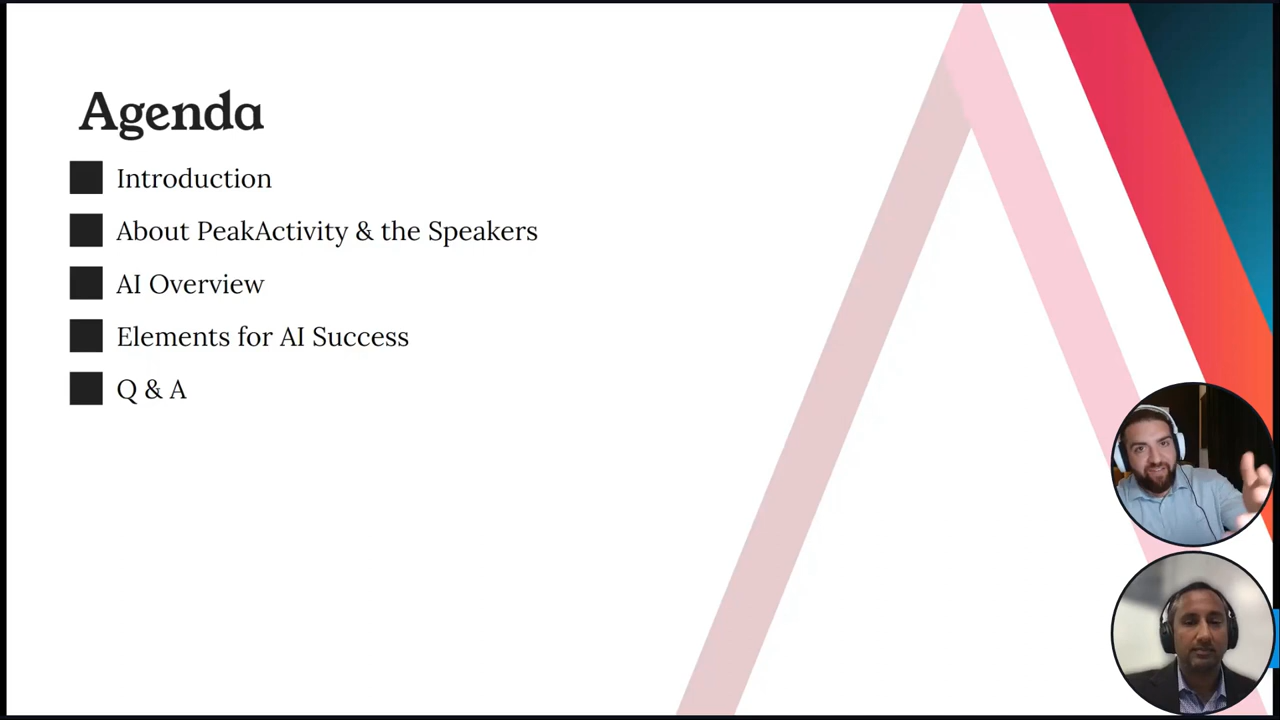 Agenda
Introduction
About PeakActivity & the Speakers
AI Overview
Elements for AI Success
Q & A